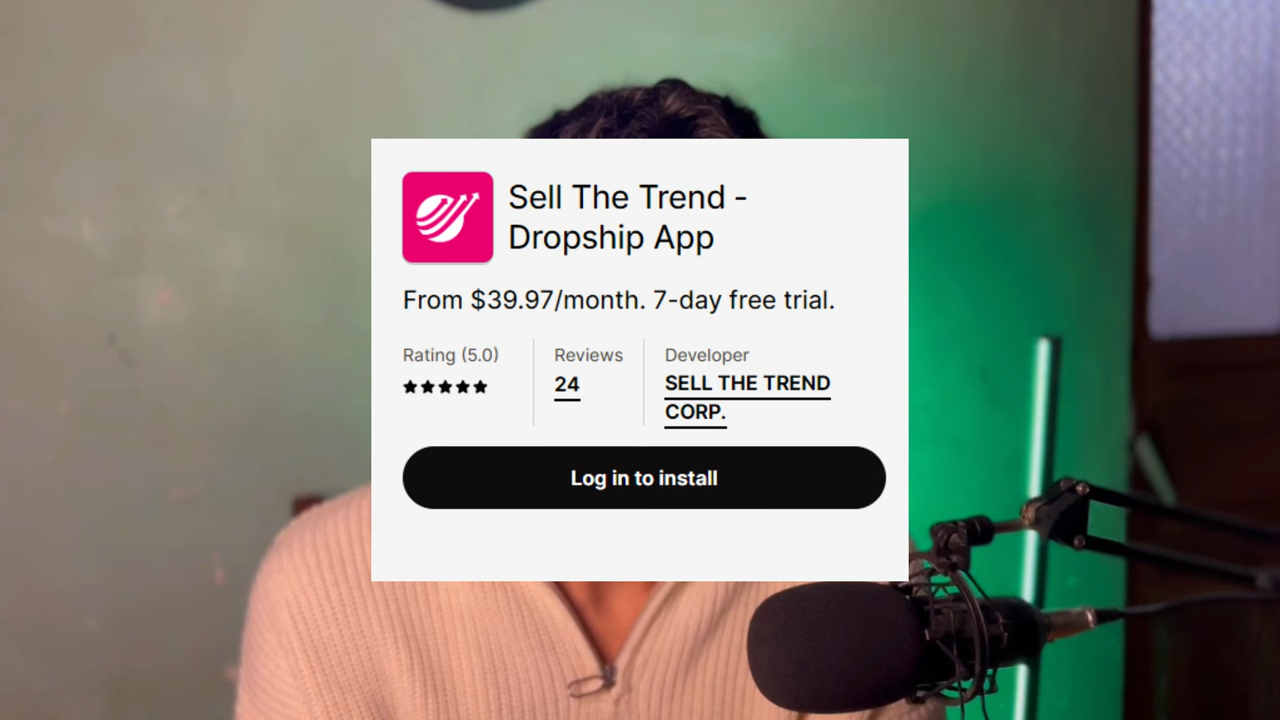 Sell The Trend -
Dropship App
From $39.97/month. 7-day free trial.
Rating (5.0)
Reviews
Developer
★★★★★
24
SELL THE TREND
CORP.
Log in to install